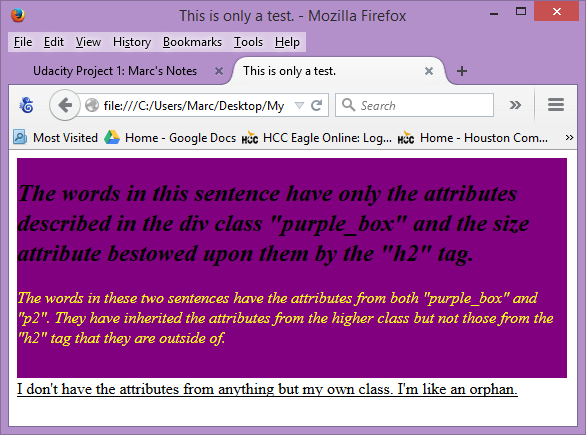 This is only a test. - Mozilla Firefox
File Edit View History Bookmarks Tools Help
Udacity Project 1: Marc's Notes This is only a test.
file:///C:/Users/Marc/Desktop/My Search
Most Visited Home - Google Docs HCC Eagle Online: Log... Home - Houston Com...
The words in this sentence have only the attributes
described in the div class "purple_box" and the size
attribute bestowed upon them by the "h2" tag.
The words in these two sentences have the attributes from both "purple_box" and
"p2". They have inherited the attributes from the higher class but not those from the
"h2" tag that they are outside of.
I don't have the attributes from anything but my own class. I'm like an orphan.